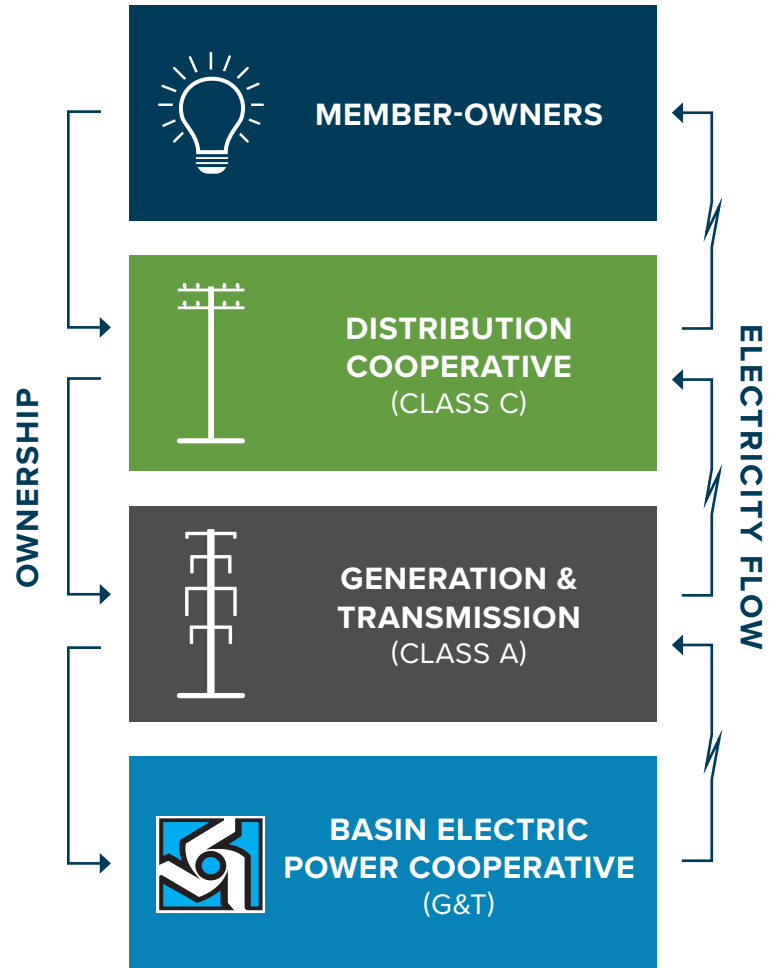 MEMBER-OWNERS
DISTRIBUTION
COOPERATIVE
(CLASS C)
OWNERSHIP
ELECTRICITY FLOW
GENERATION &
TRANSMISSION
(CLASS A)
BASIN ELECTRIC
POWER COOPERATIVE
(G&T)